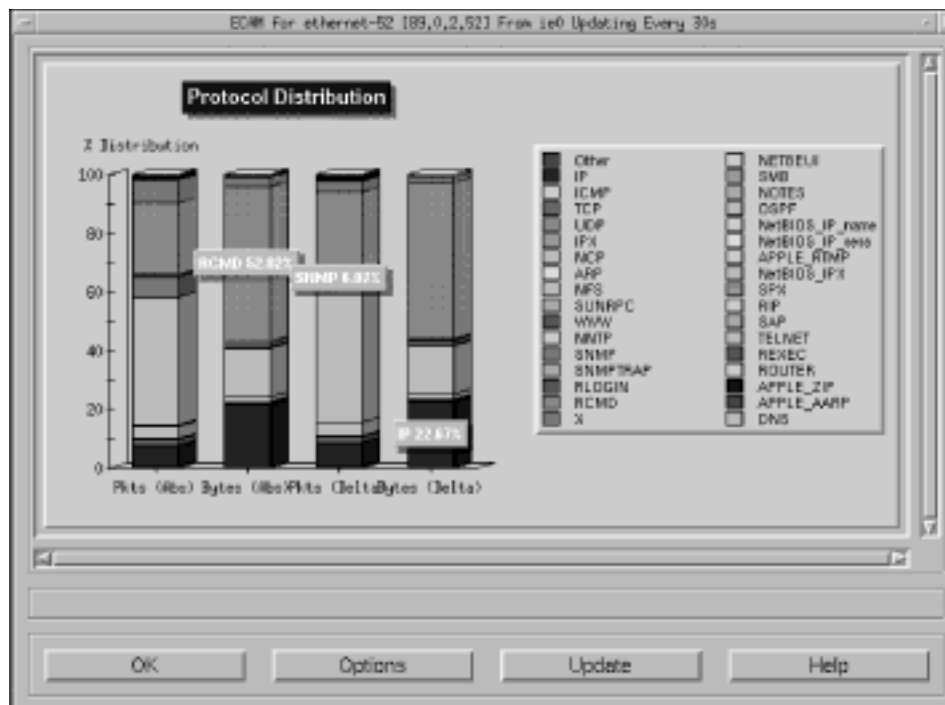 ECAM For ethernet-52 [89.0.2.52] From ie0 Updating Every 30s
Protocol Distribution
% Distribution
100
80
60
40
20
0
RCMD 52.02%
SNMP 6.07%
IP 22.67%
Pkts (Abs) Bytes (Abs) Pkts (Delta Bytes (Delta)
Other
IP
ICMP
TCP
UDP
IPX
NCP
ARP
NFS
SUNRPC
WWW
NNTP
SNMP
SNMPTRAP
RLOGIN
RCMD
X
NETBEUI
SMB
NOTES
OSPF
NetBIOS_IP_name
NetBIOS_IP_sess
APPLE_RTMP
NetBIOS_IPX
SPX
RIP
SAP
TELNET
REXEC
ROUTER
APPLE_ZIP
APPLE_AARP
DNS
OK
Options
Update
Help